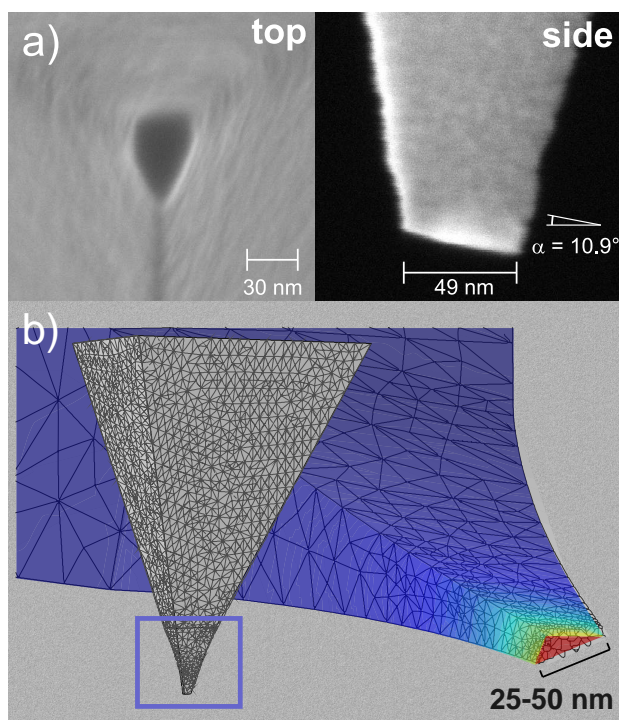 a)
top
side
30 nm
49 nm
α = 10.9°
b)
25-50 nm